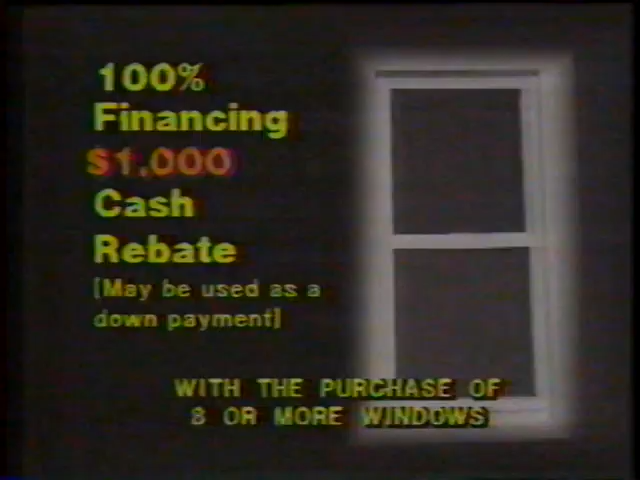 100%
Financing
$1.000
Cash
Rebate
[May be used as a
down payment]
WITH THE PURCHASE OF
8 OR MORE WINDOWS